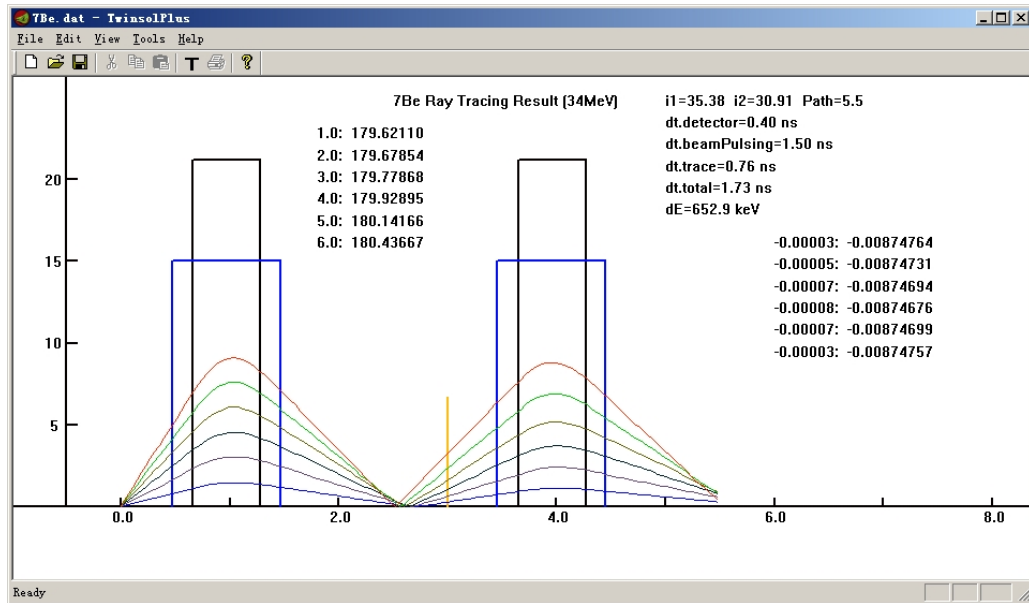 7Be.dat - TwinsolPlus
File Edit View Tools Help
T ?
7Be Ray Tracing Result (34MeV)
i1=35.38 i2=30.91 Path=5.5
dt.detector=0.40 ns
dt.beamPulsing=1.50 ns
dt.trace=0.76 ns
dt.total=1.73 ns
dE=652.9 keV
1.0: 179.62110
2.0: 179.67854
3.0: 179.77868
4.0: 179.92895
5.0: 180.14166
6.0: 180.43667
-0.00003: -0.00874764
-0.00005: -0.00874731
-0.00007: -0.00874694
-0.00008: -0.00874676
-0.00007: -0.00874699
-0.00003: -0.00874757
20
15
10
5
0.0 2.0 4.0 6.0 8.0
Ready